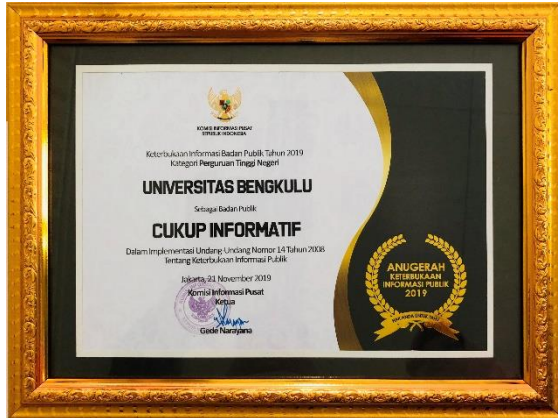 KOMISI INFORMASI PUSAT
REPUBLIK INDONESIA
Keterbukaan Informasi Badan Publik Tahun 2019
Kategori Perguruan Tinggi Negeri
UNIVERSITAS BENGKULU
Sebagai Badan Publik
CUKUP INFORMATIF
Dalam Implementasi Undang-Undang Nomor 14 Tahun 2008
Tentang Keterbukaan Informasi Publik
Jakarta, 21 November 2019
Komisi Informasi Pusat
Ketua
Gede Narayana
ANUGERAH
KETERBUKAAN
INFORMASI PUBLIK
2019